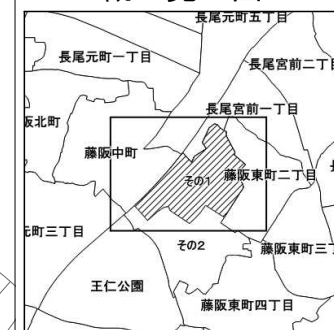 長尾元町五丁目
長尾元町一丁目
長尾宮前二丁
長尾宮前一丁目
阪北町
藤阪中町
その1
藤阪東町二丁目
元町三丁目
その2
藤阪東町三丁
王仁公園
藤阪東町四丁目